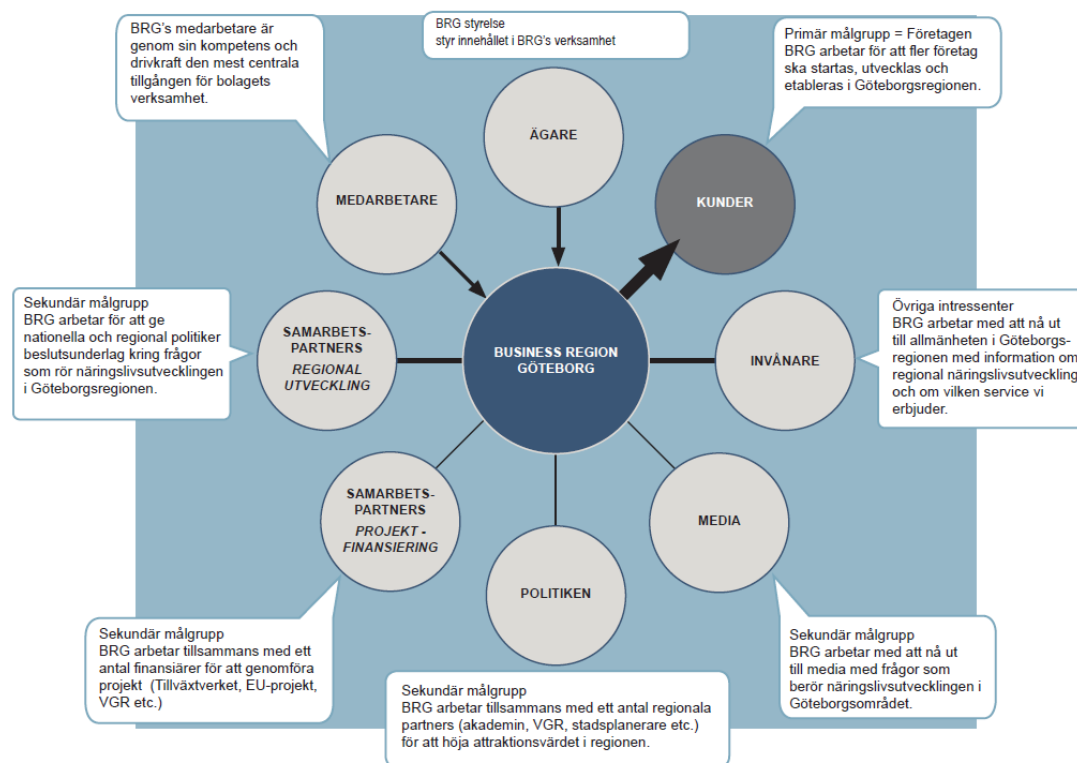 BRG's medarbetare är
genom sin kompetens och
drivkraft den mest centrala
tillgången för bolagets
verksamhet.
BRG styrelse
styr innehållet i BRG's verksamhet
Primär målgrupp = Företagen
BRG arbetar för att fler företag
ska startas, utvecklas och
etableras i Göteborgsregionen.
ÄGARE
MEDARBETARE
KUNDER
Sekundär målgrupp
BRG arbetar för att ge
nationella och regional politiker
beslutsunderlag kring frågor
som rör näringslivsutvecklingen
i Göteborgsregionen.
SAMARBETS-
PARTNERS
REGIONAL
UTVECKLING
BUSINESS REGION
GÖTEBORG
INVÅNARE
Övriga intressenter
BRG arbetar med att nå ut
till allmänheten i Göteborgs-
regionen med information om
regional näringslivsutveckling
och om vilken service vi
erbjuder.
SAMARBETS-
PARTNERS
PROJEKT -
FINANSIERING
MEDIA
POLITIKEN
Sekundär målgrupp
BRG arbetar tillsammans med ett
antal finansiärer för att genomföra
projekt (Tillväxtverket, EU-projekt,
VGR etc.)
Sekundär målgrupp
BRG arbetar tillsammans med ett antal regionala
partners (akademin, VGR, stadsplanerare etc.)
för att höja attraktionsvärdet i regionen.
Sekundär målgrupp
BRG arbetar med att nå ut
till media med frågor som
berör näringslivsutvecklingen i
Göteborgsområdet.